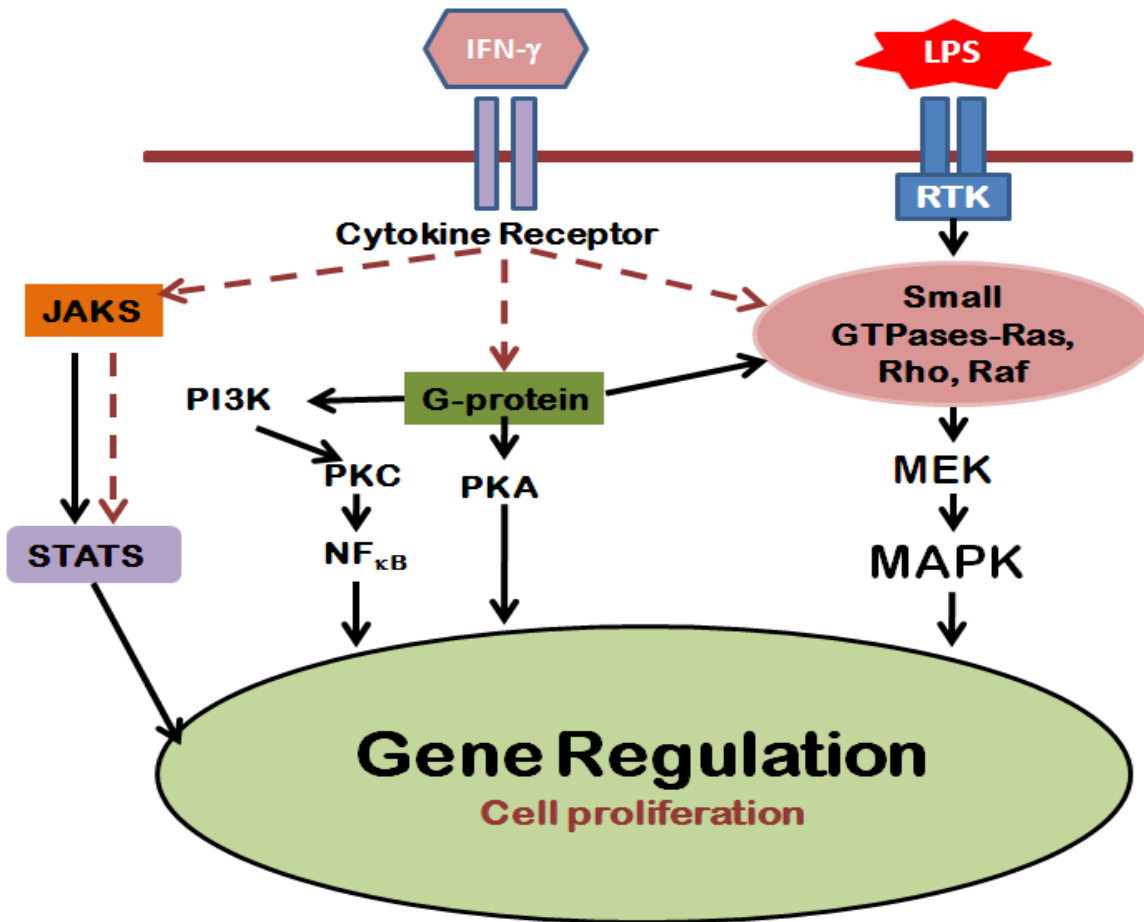 IFN-γ
LPS
RTK
Cytokine Receptor
JAKS
Small
GTPases-Ras,
Rho, Raf
PI3K
G-protein
PKC
PKA
MEK
STATS
NFκB
MAPK
Gene Regulation
Cell proliferation